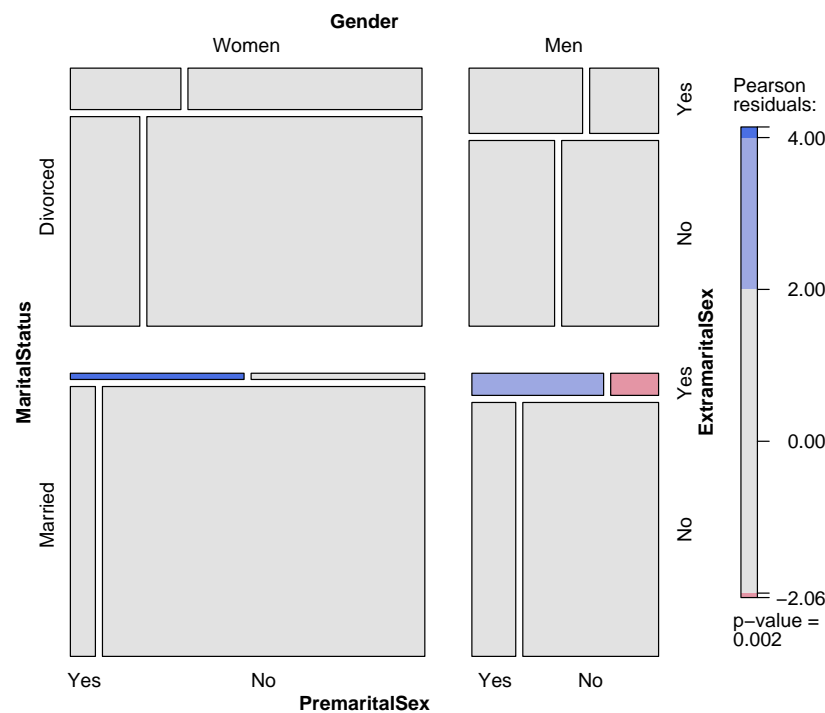 Gender
Women
Men
MaritalStatus
Divorced
Married
Yes
No
Yes
No
ExtramaritalSex
Yes
No
Yes
No
PremaritalSex
Pearson
residuals:
4.00
2.00
0.00
−2.06
p−value =
0.002